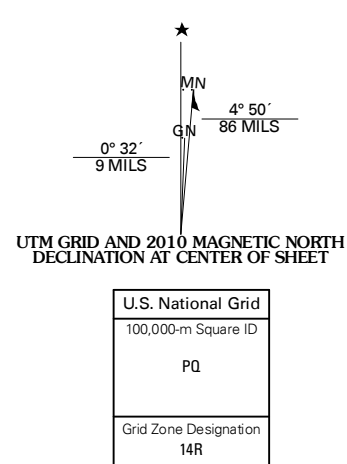 ★
MN
GN
4° 50´
86 MILS
0° 32´
9 MILS
UTM GRID AND 2010 MAGNETIC NORTH
DECLINATION AT CENTER OF SHEET
U.S. National Grid
100,000-m Square ID
PQ
Grid Zone Designation
14R